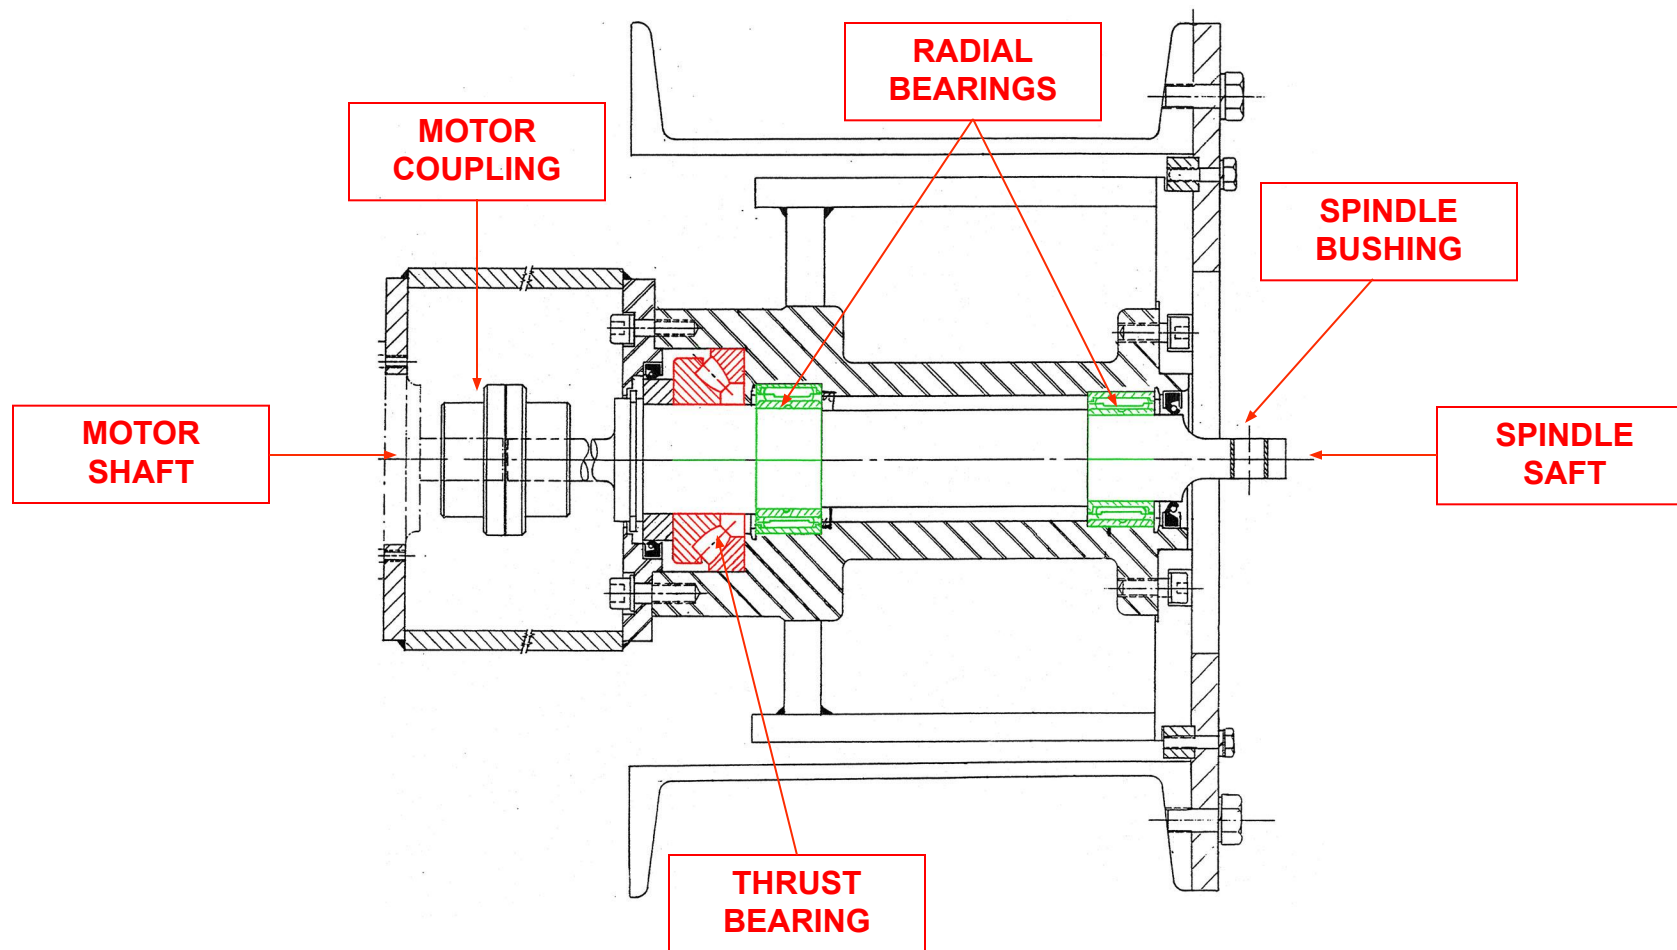 RADIAL
BEARINGS
MOTOR
COUPLING
SPINDLE
BUSHING
MOTOR
SHAFT
SPINDLE
SAFT
THRUST
BEARING